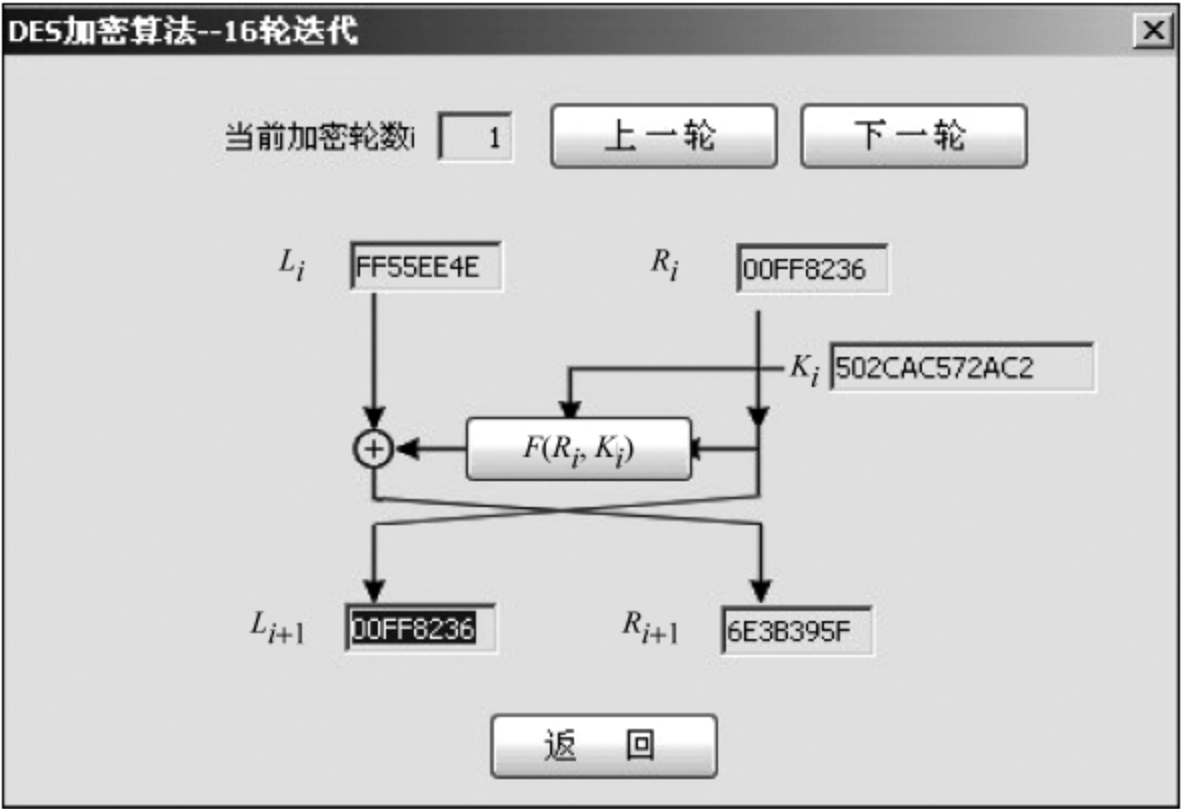 DES加密算法--16轮迭代
当前加密轮数i 1 上一轮 下一轮
Li FF55EE4E Ri 00FF8236
Ki 502CAC572AC2
F(Ri, Ki)
Li+1 00FF8236 Ri+1 6E3B395F
返 回